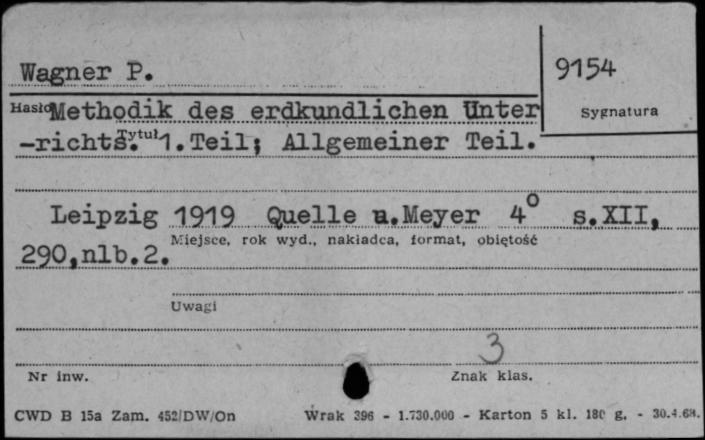 Wagner P.
9154
Hasło Methodik des erdkundlichen Unter
Sygnatura
-richts. Tytuł 1.Teil; Allgemeiner Teil.
Leipzig 1919 Quelle u.Meyer 4° s.XII,
Miejsce, rok wyd., nakładca, format, objętość
290,nlb.2.
Uwagi
3
Nr inw.
Znak klas.
CWD B 15a Zam. 452/DW/On Wrak 396 - 1.730.000 - Karton 5 kl. 180 g. - 30.4.68.